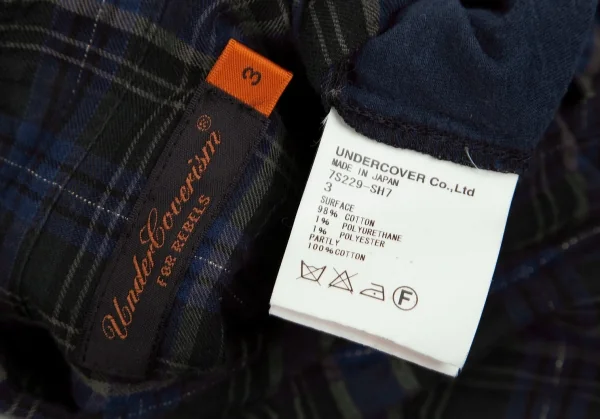 3
UnderCoverism®
FOR REBELS
UNDERCOVER Co.,Ltd
MADE IN JAPAN
7S229-SH7
3
SURFACE
98% COTTON
1% POLYURETHANE
1% POLYESTER
PARTLY
100%COTTON
F